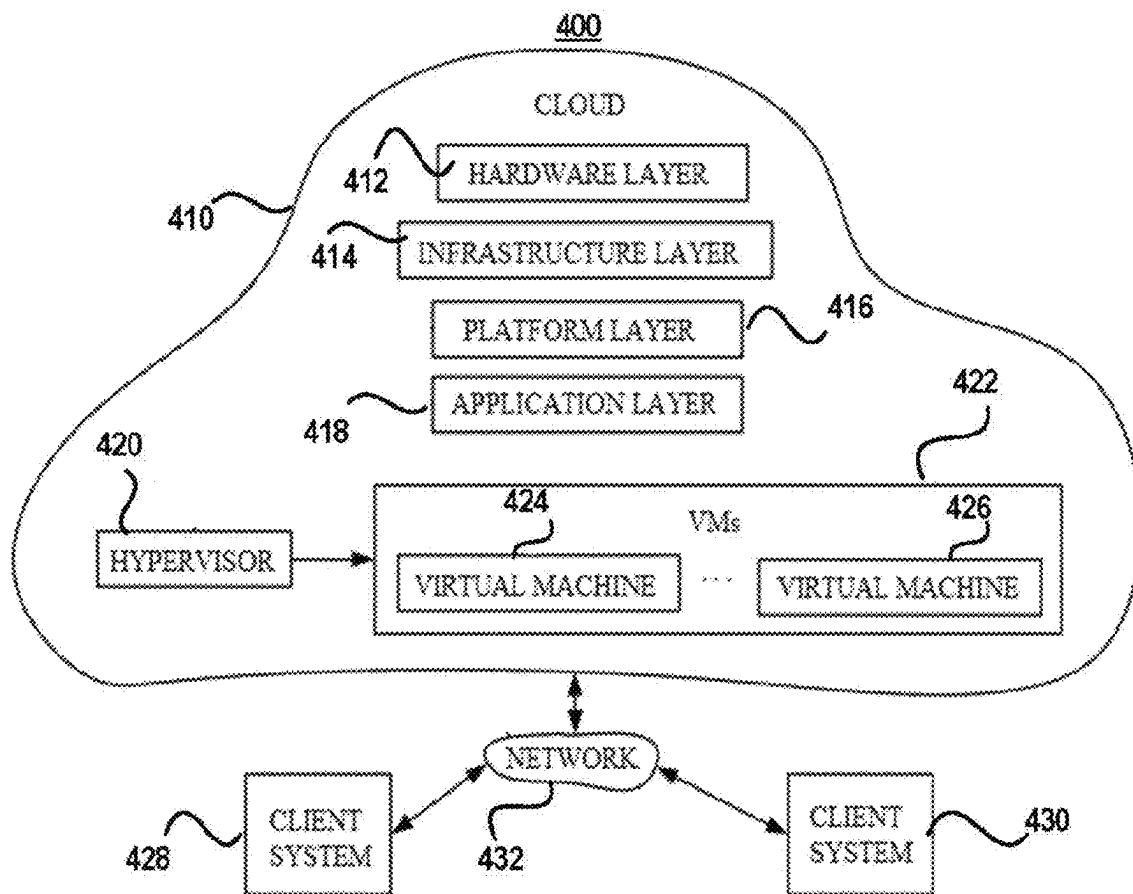 400
CLOUD
412
HARDWARE LAYER
410
414
INFRASTRUCTURE LAYER
PLATFORM LAYER
416
418
APPLICATION LAYER
422
420
424
VMs
426
HYPERVISOR
VIRTUAL MACHINE
...
VIRTUAL MACHINE
NETWORK
CLIENT
SYSTEM
428
432
CLIENT
SYSTEM
430